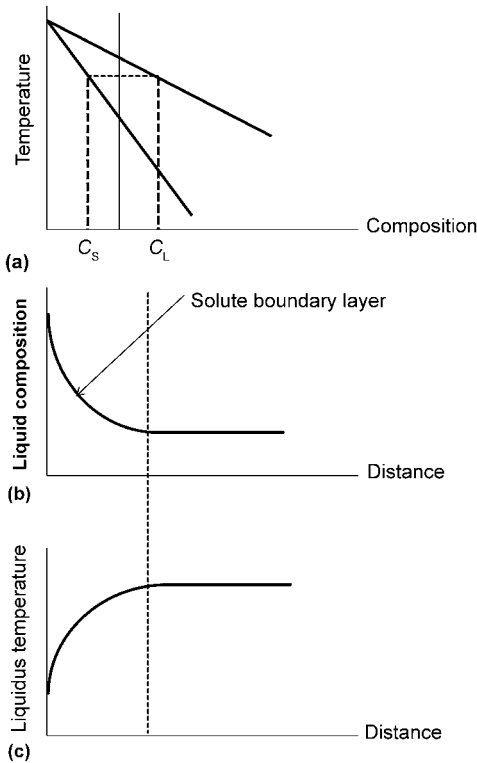 Temperature
Composition
C_S
C_L
(a)
Liquid composition
Solute boundary layer
Distance
(b)
Liquidus temperature
Distance
(c)